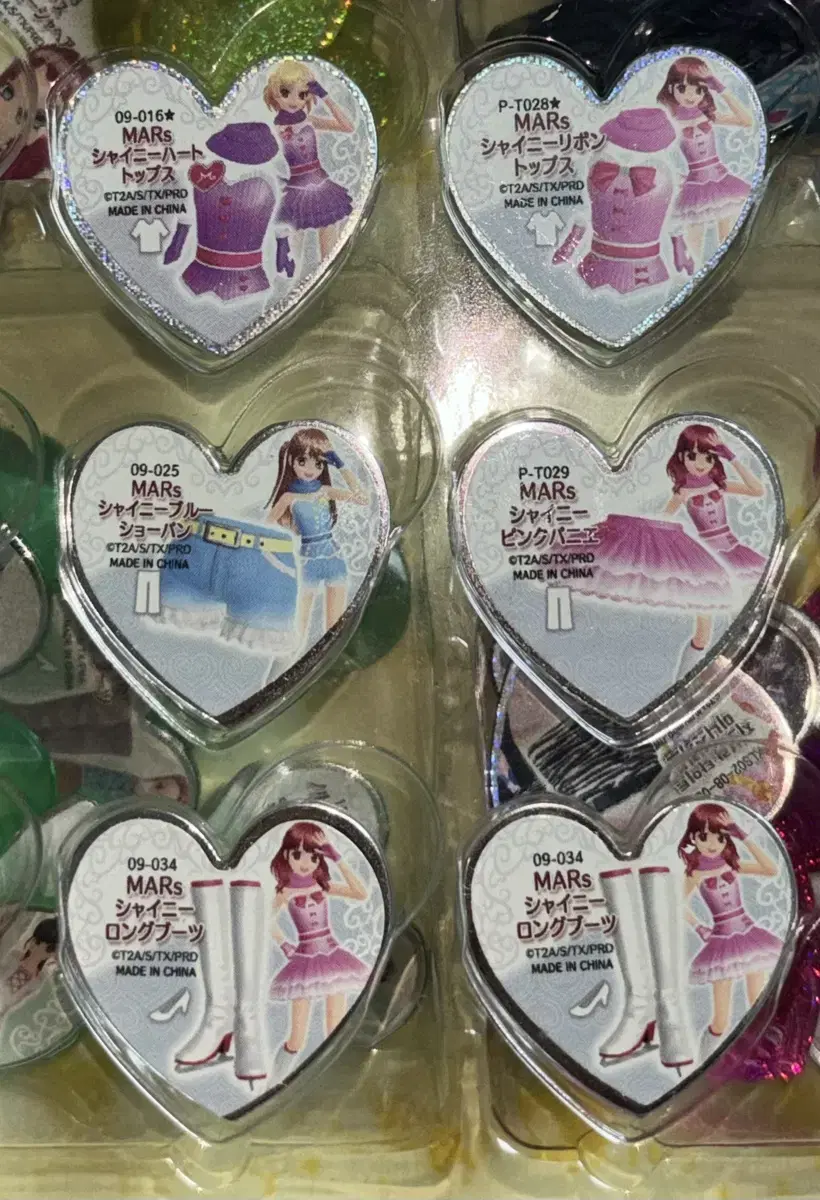 09-016★
MARs
シャイニーハート
トップス
©T2A/S/TX/PRD
MADE IN CHINA
P-T028★
MARs
シャイニーリボン
トップス
©T2A/S/TX/PRD
MADE IN CHINA
09-025
MARs
シャイニーブルー
ショーパン
©T2A/S/TX/PRD
MADE IN CHINA
P-T029
MARs
シャイニー
ピンクパニエ
©T2A/S/TX/PRD
MADE IN CHINA
09-034
MARs
シャイニー
ロングブーツ
©T2A/S/TX/PRD
MADE IN CHINA
09-034
MARs
シャイニー
ロングブーツ
©T2A/S/TX/PRD
MADE IN CHINA